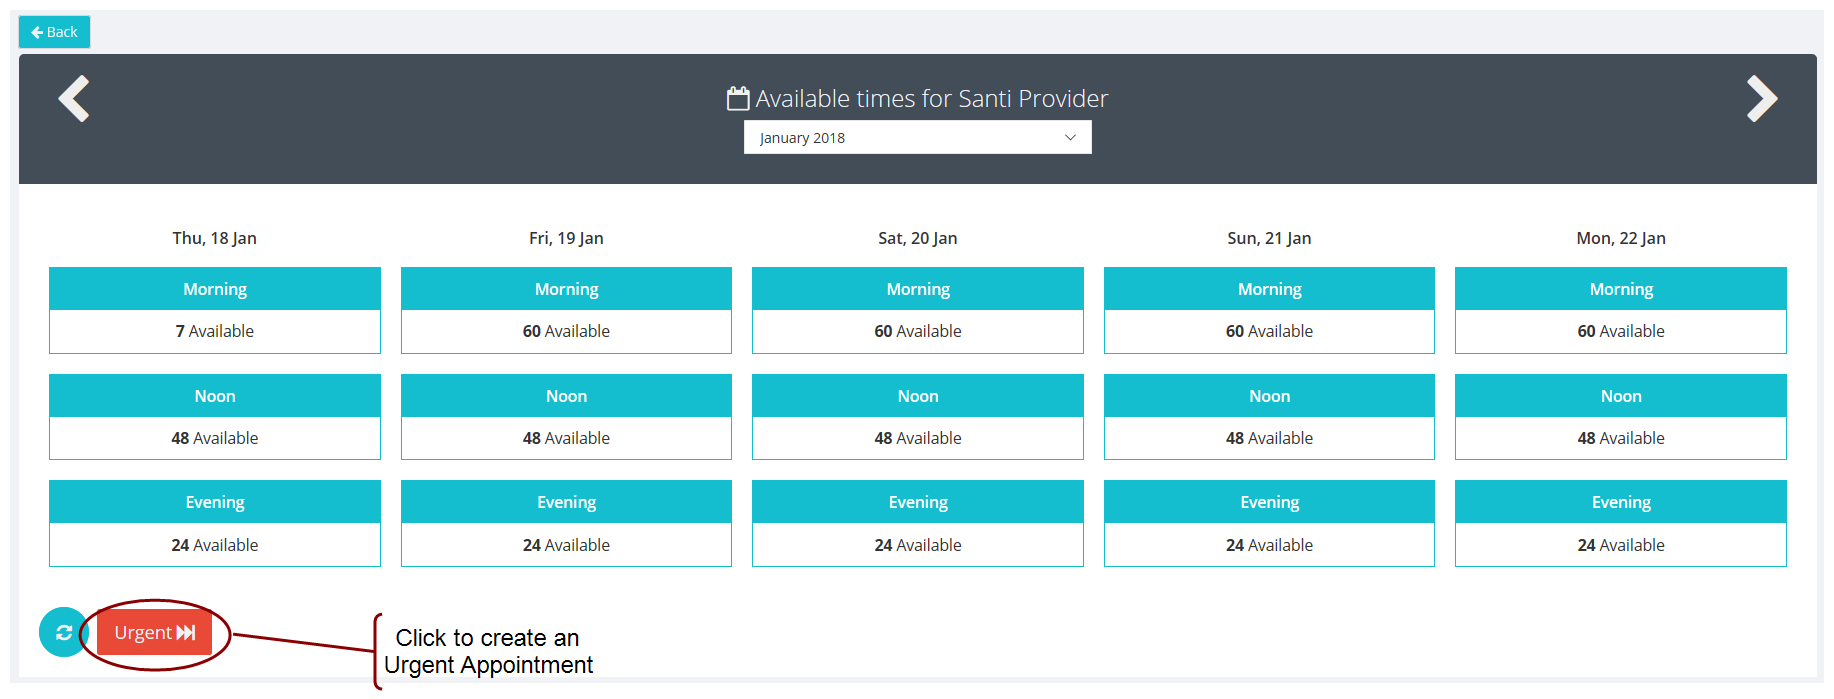 Back
Available times for Santi Provider
January 2018
Thu, 18 Jan
Fri, 19 Jan
Sat, 20 Jan
Sun, 21 Jan
Mon, 22 Jan
Morning
Morning
Morning
Morning
Morning
7 Available
60 Available
60 Available
60 Available
60 Available
Noon
Noon
Noon
Noon
Noon
48 Available
48 Available
48 Available
48 Available
48 Available
Evening
Evening
Evening
Evening
Evening
24 Available
24 Available
24 Available
24 Available
24 Available
Urgent
Click to create an
Urgent Appointment